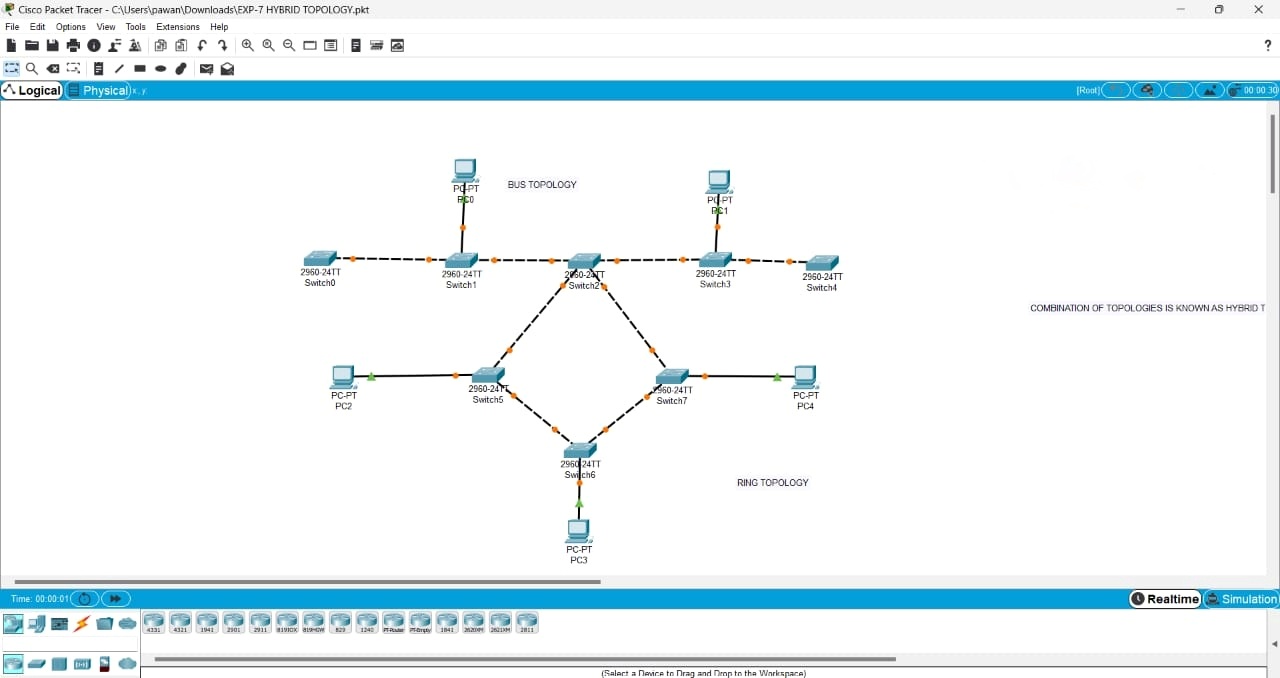 Cisco Packet Tracer - C:\Users\pawan\Downloads\EXP-7 HYBRID TOPOLOGY.pkt
File Edit Options View Tools Extensions Help
?
Logical Physical x, y [Root] 00:00:30
PC-PT
PC0
BUS TOPOLOGY
PC-PT
PC1
2960-24TT
Switch0
2960-24TT
Switch1
2960-24TT
Switch2
2960-24TT
Switch3
2960-24TT
Switch4
COMBINATION OF TOPOLOGIES IS KNOWN AS HYBRID T
PC-PT
PC2
2960-24TT
Switch5
2960-24TT
Switch7
PC-PT
PC4
2960-24TT
Switch6
RING TOPOLOGY
PC-PT
PC3
Time: 00:00:01 Realtime Simulation
4331 4321 1941 2901 2911 819IOX 819HGW 829 1240 PT-Router PT-Empty 1841 2620XM 2621XM 2811
(Select a Device to Drag and Drop to the Workspace)